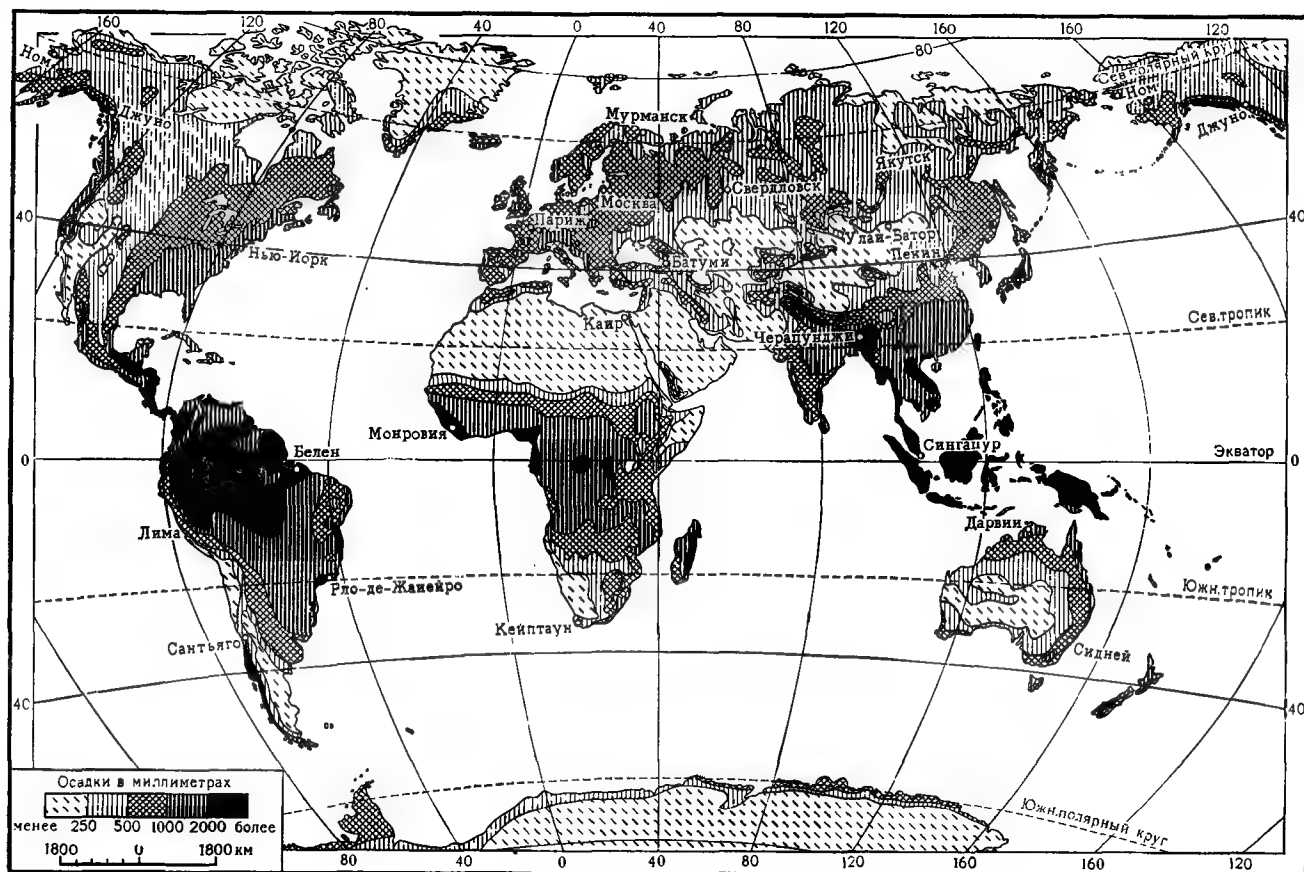 160 120 0 40 80 120 160 160 120
80
Ном
Сев.полярный круг
Ном
Джуно
Джуно
Мурманск
Якутск
Свердловск
Москва
Париж
40
40
Улан-Батор
Пекин
Нью-Йорк
Батуми
Каир
Сев.тропик
Черапунджи
Монровия
Белен
Сингапур
Экватор
0
0
Лима
Дарвин
Рио-де-Жанейро
Южн.тропик
Кейптаун
Сантьяго
Сидней
40
40
Осадки в миллиметрах
менее 250 500 1000 2000 более
1800 0 1800 км
Южн.полярный круг
80 40 0 40 80 120 160 160 120